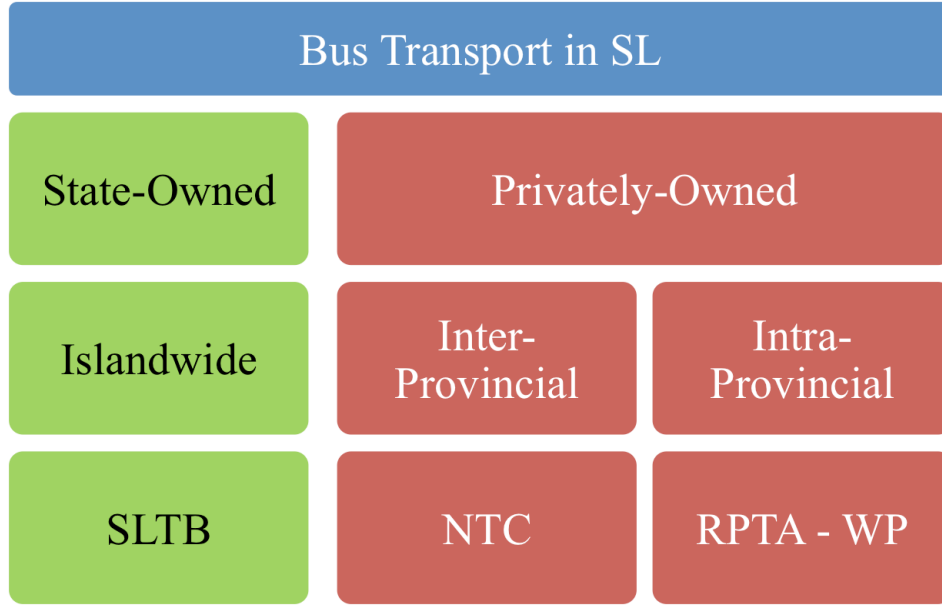 Bus Transport in SL
State-Owned
Privately-Owned
Islandwide
Inter-
Provincial
Intra-
Provincial
SLTB
NTC
RPTA - WP